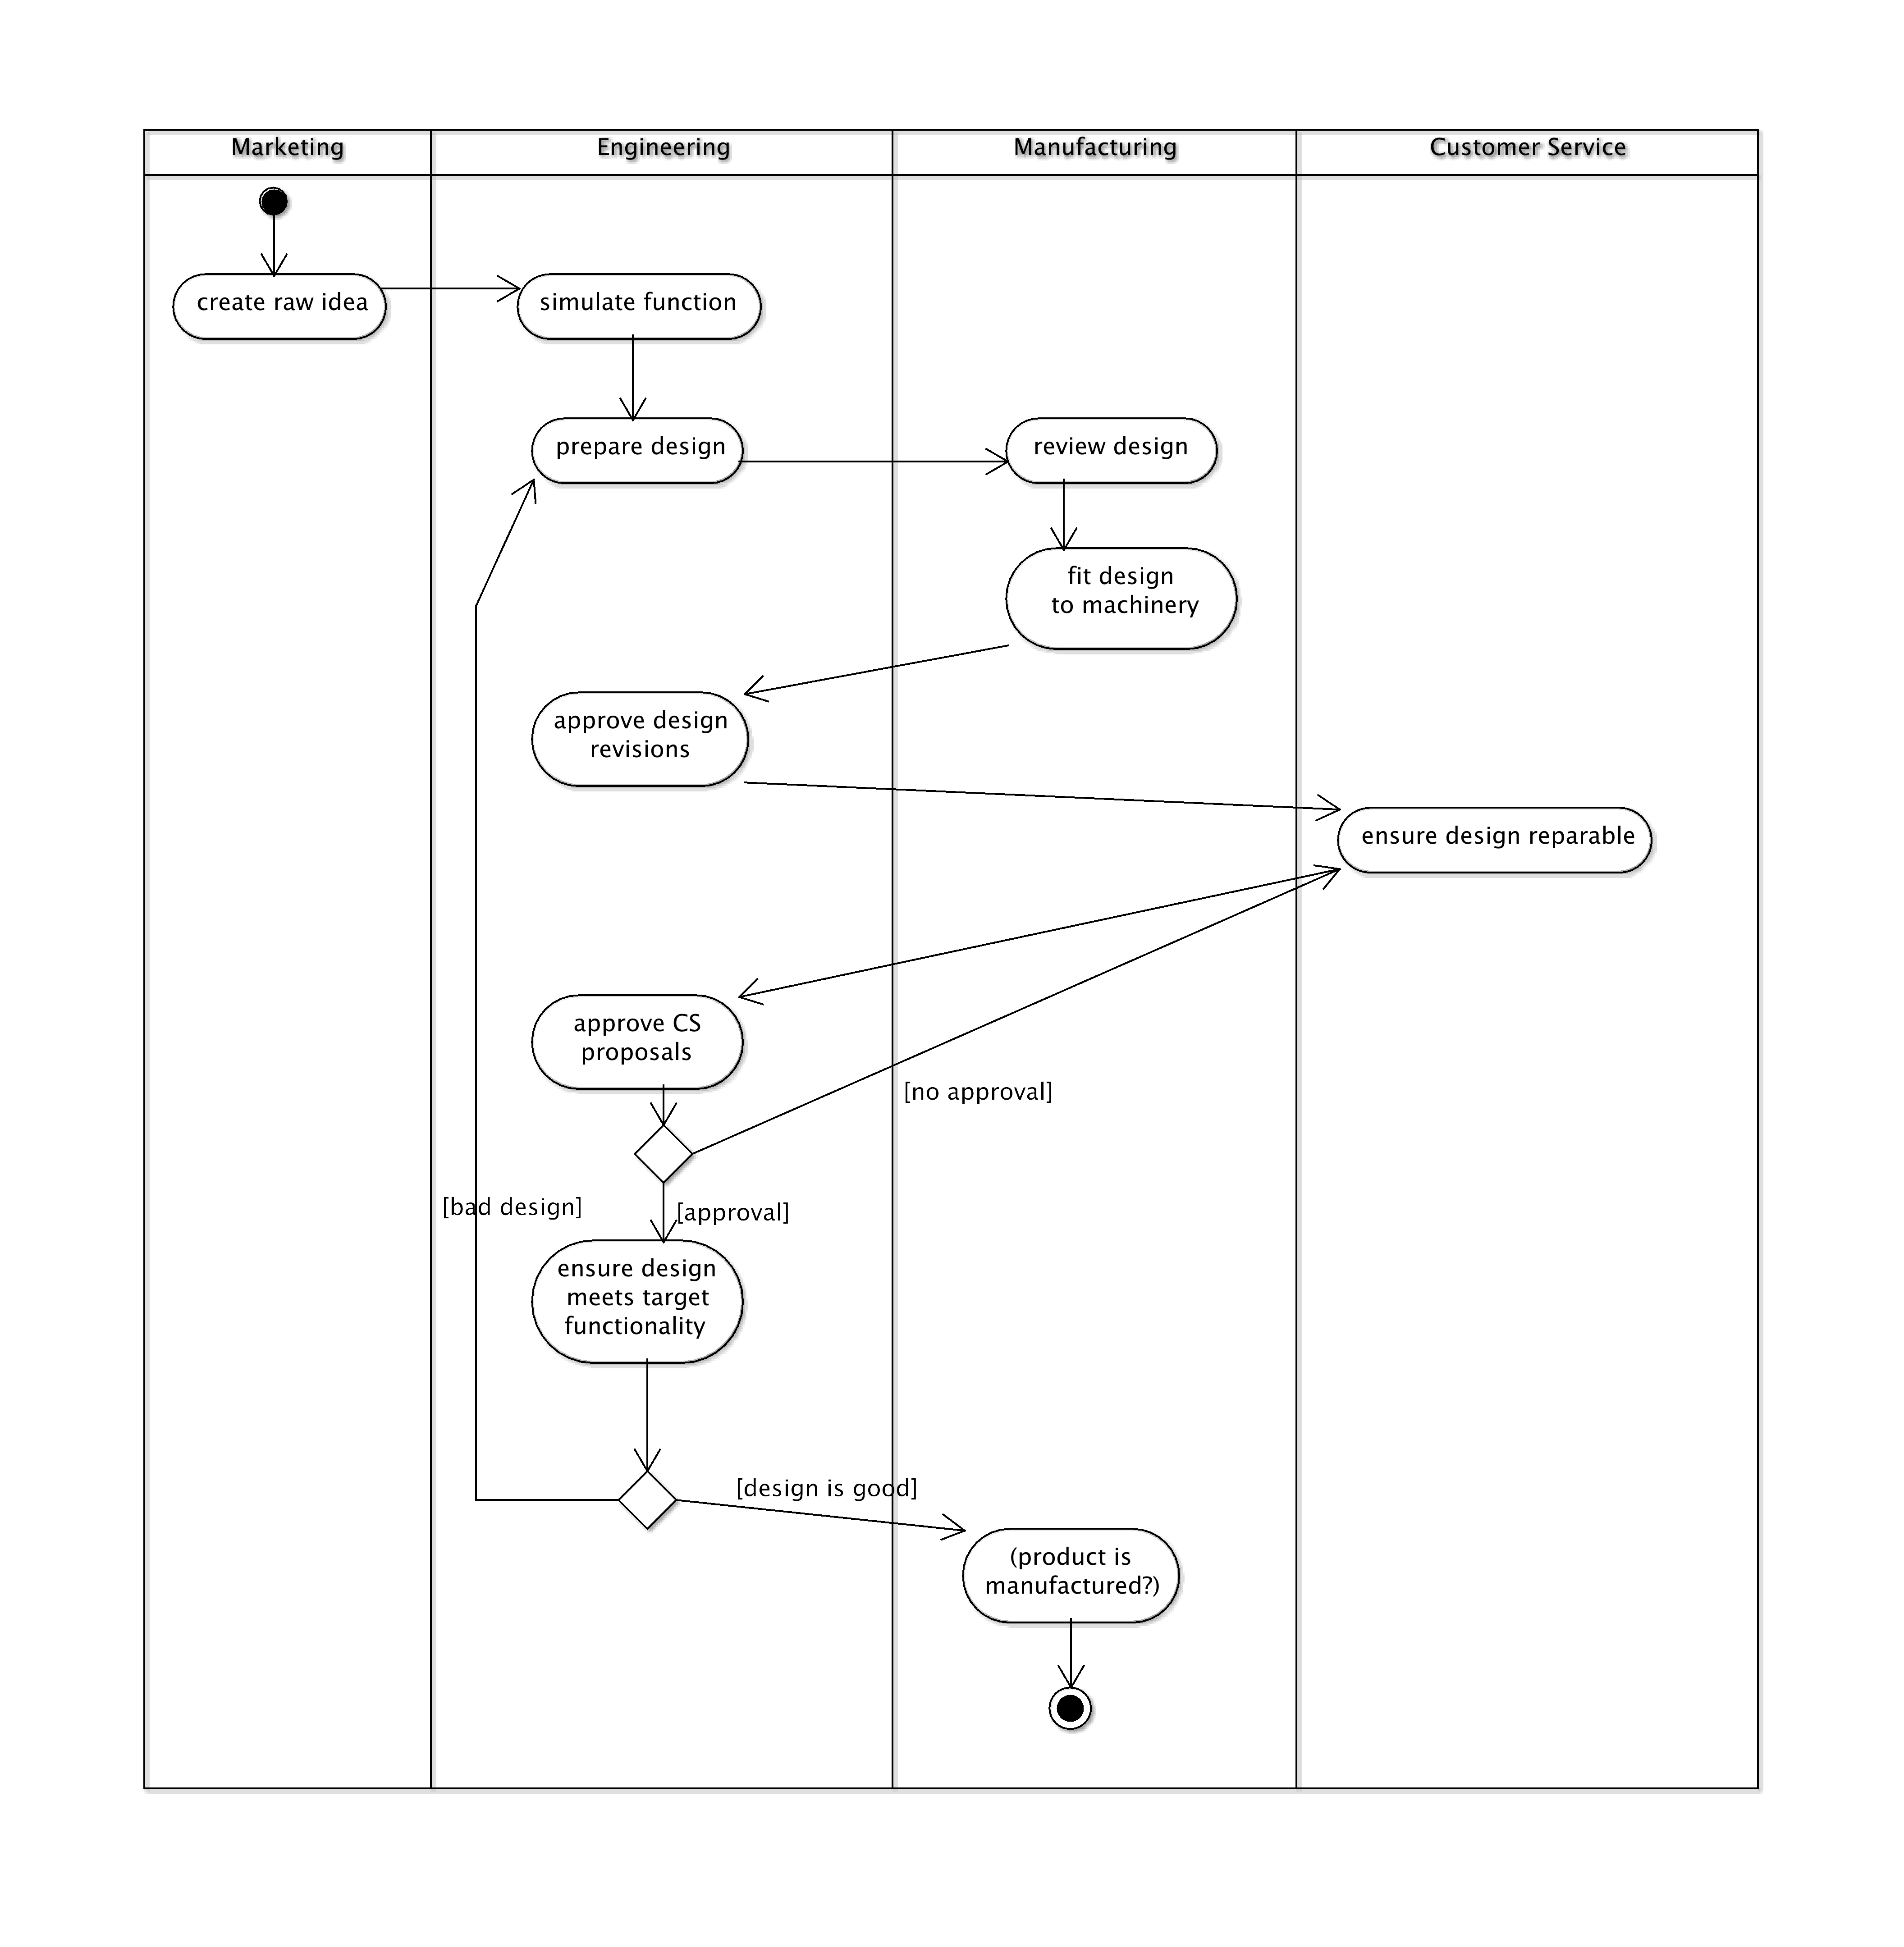 Marketing
Engineering
Manufacturing
Customer Service
create raw idea
simulate function
prepare design
review design
fit design
to machinery
approve design
revisions
ensure design reparable
approve CS
proposals
[no approval]
[bad design]
[approval]
ensure design
meets target
functionality
[design is good]
(product is
manufactured?)